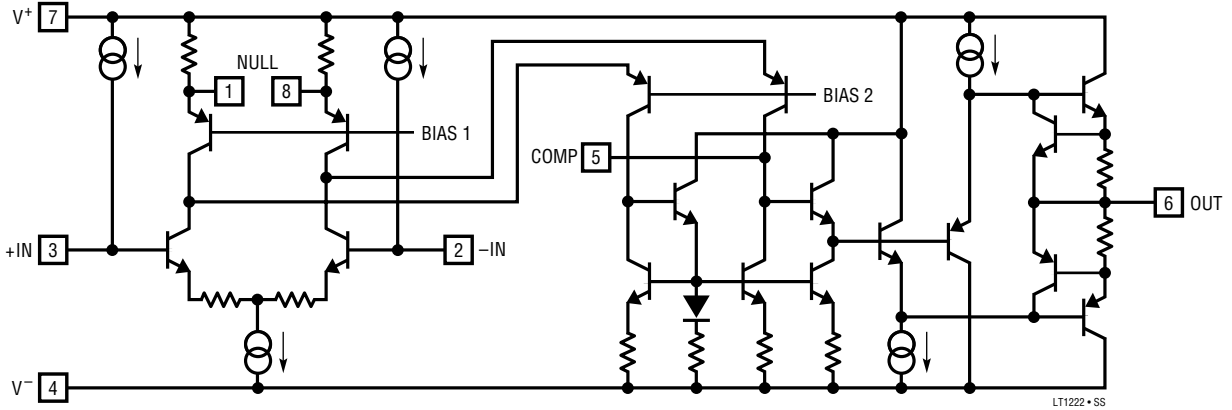 V+ 7
NULL
1 8
BIAS 1
BIAS 2
COMP 5
+IN 3
2 –IN
6 OUT
V– 4
LT1222 • SS